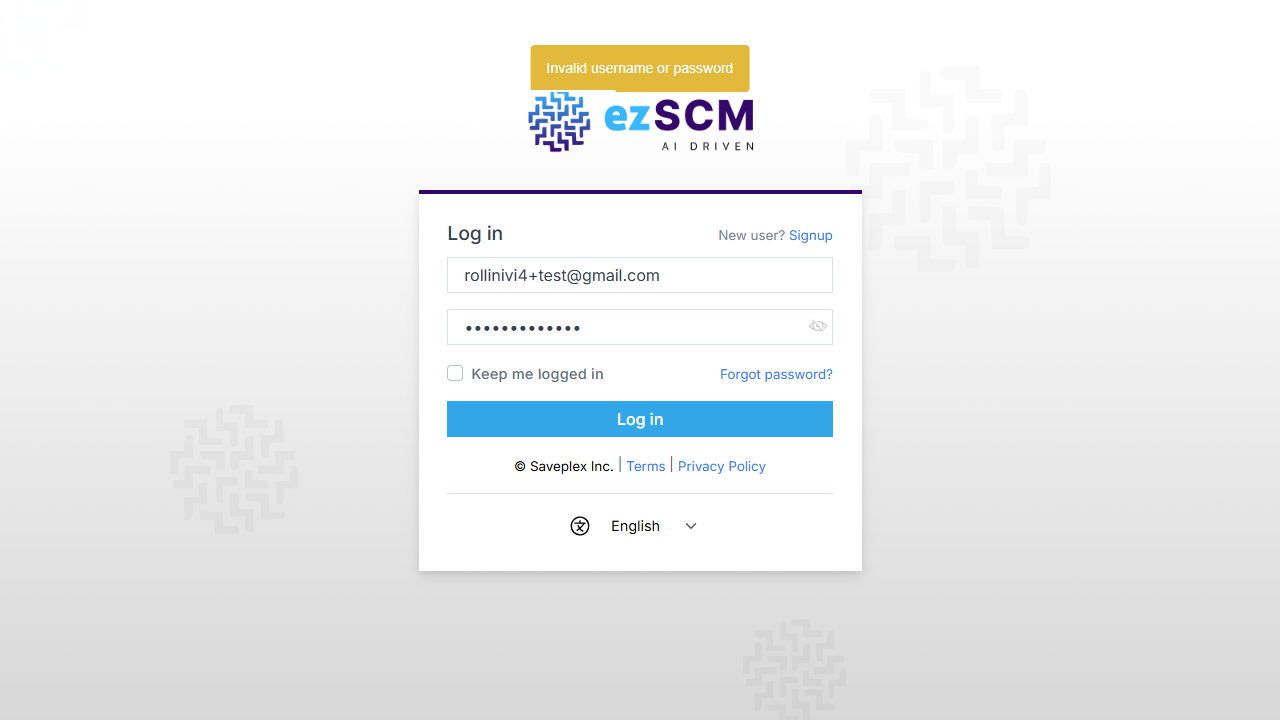 Invalid username or password
ezSCM
AI DRIVEN
Log in
New user? Signup
rollinivi4+test@gmail.com
•••••••••••••
Keep me logged in
Forgot password?
Log in
© Saveplex Inc. | Terms | Privacy Policy
English